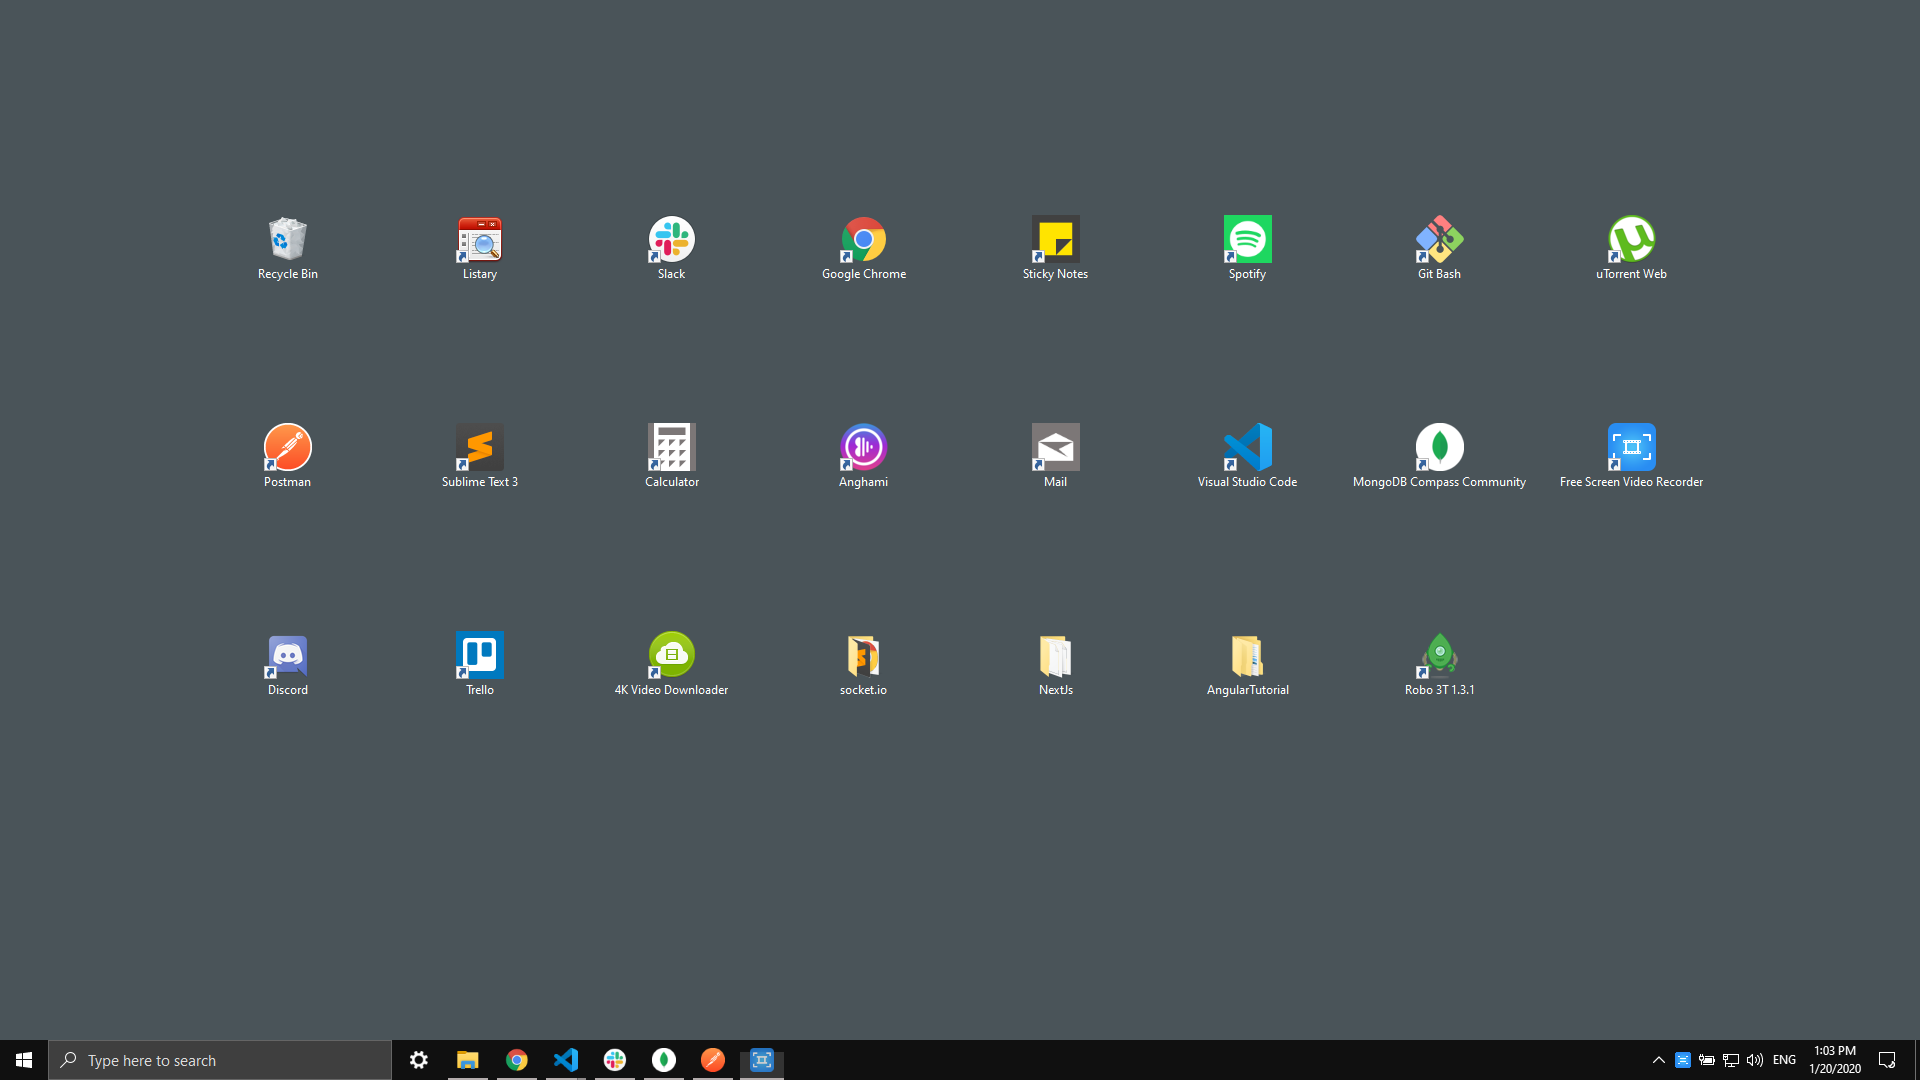 Recycle Bin
Listary
Slack
Google Chrome
Sticky Notes
Spotify
Git Bash
uTorrent Web
Postman
Sublime Text 3
Calculator
Anghami
Mail
Visual Studio Code
MongoDB Compass Community
Free Screen Video Recorder
Discord
Trello
4K Video Downloader
socket.io
NextJs
AngularTutorial
Robo 3T 1.3.1
Type here to search
ENG
1:03 PM
1/20/2020